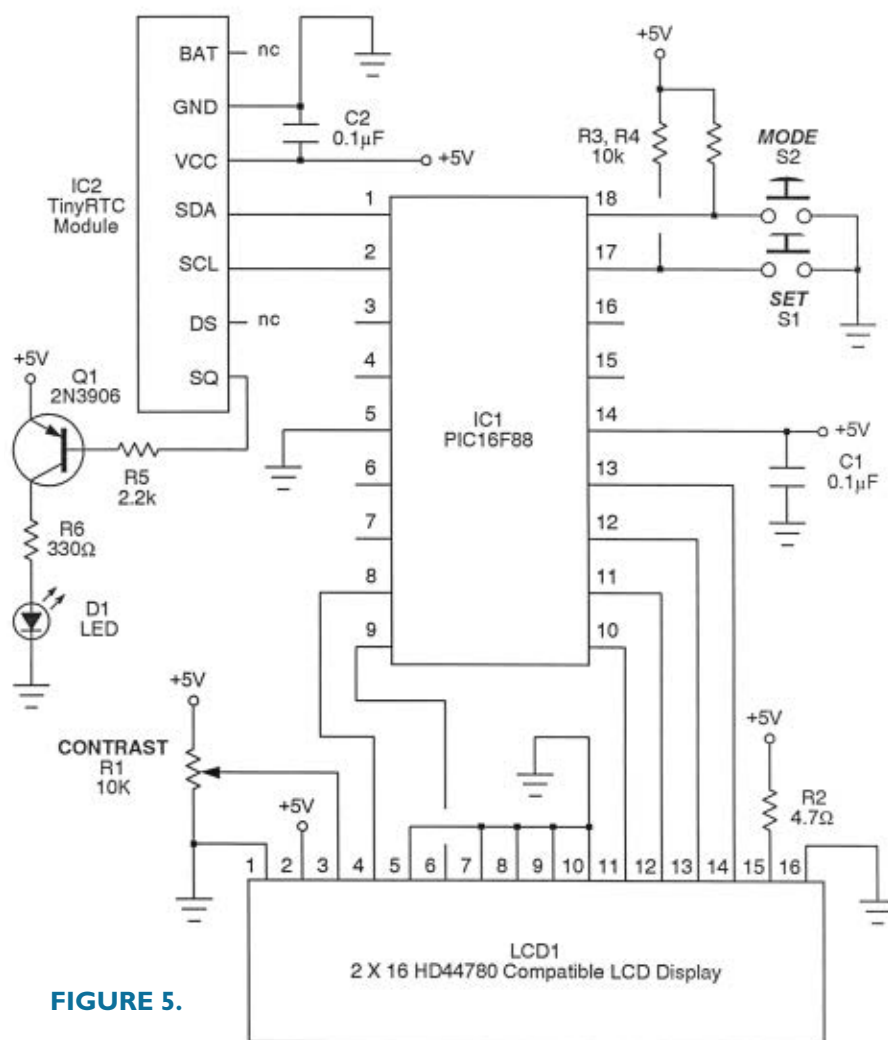 BAT
nc
GND
VCC
SDA
SCL
DS
nc
SQ
IC2
TinyRTC
Module
C2
0.1µF
+5V
+5V
R3, R4
10k
MODE
S2
SET
S1
1
2
3
4
5
6
7
8
9
18
17
16
15
14
13
12
11
10
IC1
PIC16F88
+5V
C1
0.1µF
+5V
Q1
2N3906
R5
2.2k
R6
330Ω
D1
LED
+5V
CONTRAST
R1
10K
+5V
+5V
R2
4.7Ω
1
2
3
4
5
6
7
8
9
10
11
12
13
14
15
16
LCD1
2 X 16 HD44780 Compatible LCD Display
FIGURE 5.